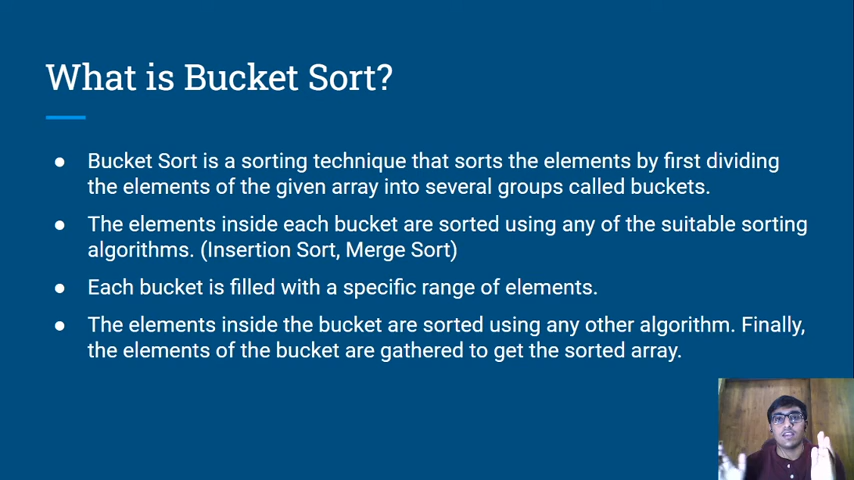 What is Bucket Sort?
● Bucket Sort is a sorting technique that sorts the elements by first dividing
the elements of the given array into several groups called buckets.
● The elements inside each bucket are sorted using any of the suitable sorting
algorithms. (Insertion Sort, Merge Sort)
● Each bucket is filled with a specific range of elements.
● The elements inside the bucket are sorted using any other algorithm. Finally,
the elements of the bucket are gathered to get the sorted array.